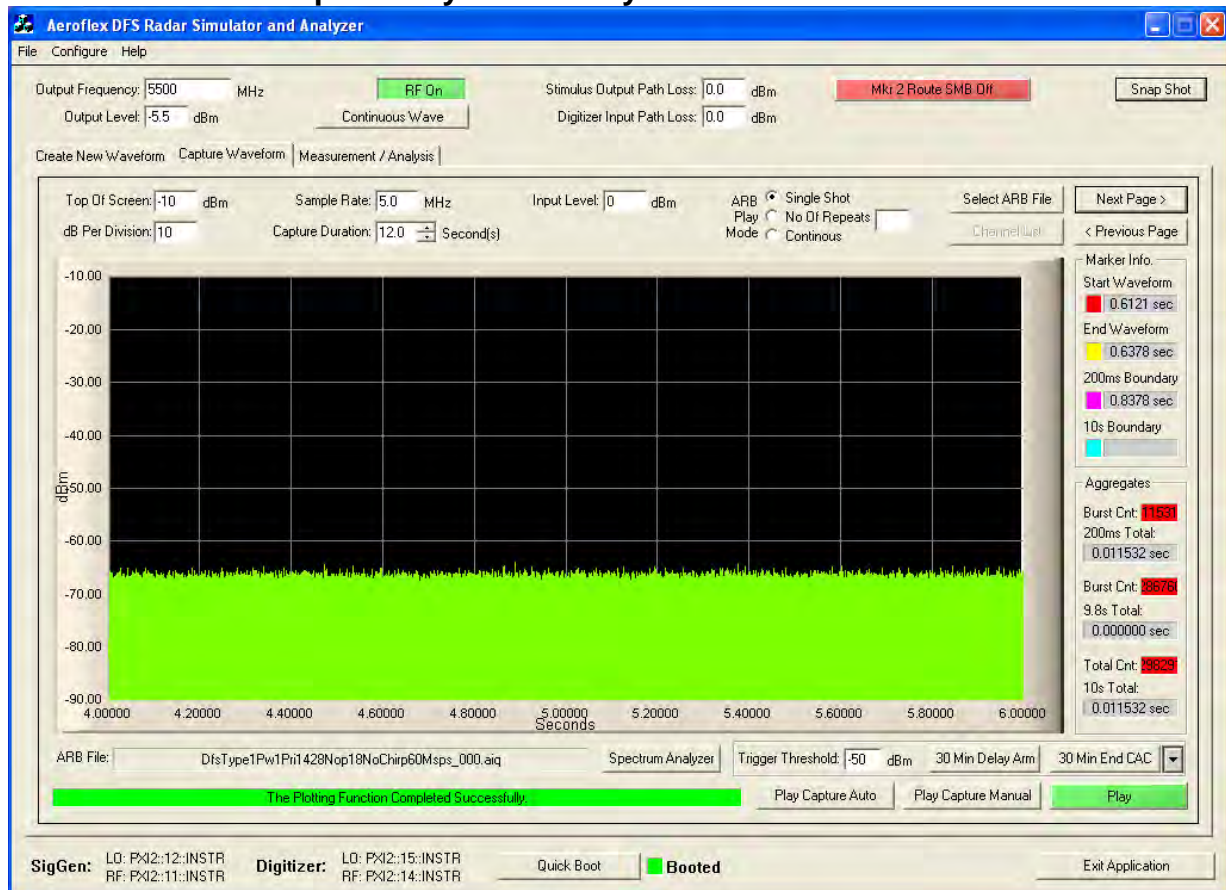 Aeroflex DFS Radar Simulator and Analyzer
File Configure Help
Output Frequency: 5500 MHz
RF On
Stimulus Output Path Loss: 0.0 dBm
Mkr 2 Route SMB Off
Snap Shot
Output Level: -5.5 dBm
Continuous Wave
Digitizer Input Path Loss: 0.0 dBm
Create New Waveform Capture Waveform Measurement / Analysis
Top Of Screen: -10 dBm
Sample Rate: 5.0 MHz
Input Level: 0 dBm
ARB Play Mode
Single Shot
No Of Repeats
Continous
Select ARB File
Next Page >
dB Per Division: 10
Capture Duration: 12.0 Second(s)
Channel List
< Previous Page
-10.00
-20.00
-30.00
-40.00
-60.00
-70.00
-80.00
-90.00
dBm
4.00000 4.20000 4.40000 4.60000 4.80000 5.00000 5.20000 5.40000 5.60000 5.80000 6.00000
Seconds
Marker Info.
Start Waveform
0.6121 sec
End Waveform
0.6378 sec
200ms Boundary
0.8378 sec
10s Boundary
Aggregates
Burst Cnt: 11531
200ms Total:
0.011532 sec
Burst Cnt:
9.8s Total:
0.000000 sec
Total Cnt:
10s Total:
0.011532 sec
ARB File: DfsType1Pw1Pri1428Nop18NoChirp60Msps_000.aiq
Spectrum Analyzer
Trigger Threshold: -50 dBm
30 Min Delay Arm
30 Min End CAC
The Plotting Function Completed Successfully.
Play Capture Auto
Play Capture Manual
Play
SigGen: LO: PXI2::12::INSTR
RF: PXI2::11::INSTR
Digitizer: LO: PXI2::15::INSTR
RF: PXI2::14::INSTR
Quick Boot
Booted
Exit Application